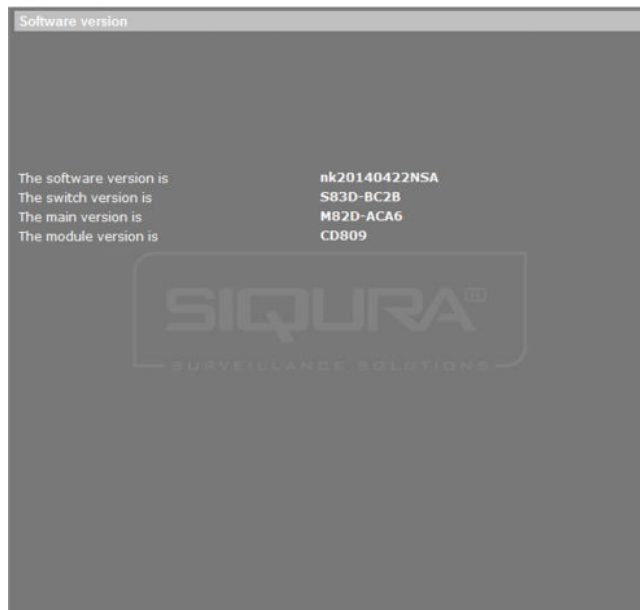 Software version
The software version is nk20140422NSA
The switch version is S83D-BC2B
The main version is M82D-ACA6
The module version is CD809
SIQURA®
SURVEILLANCE SOLUTIONS